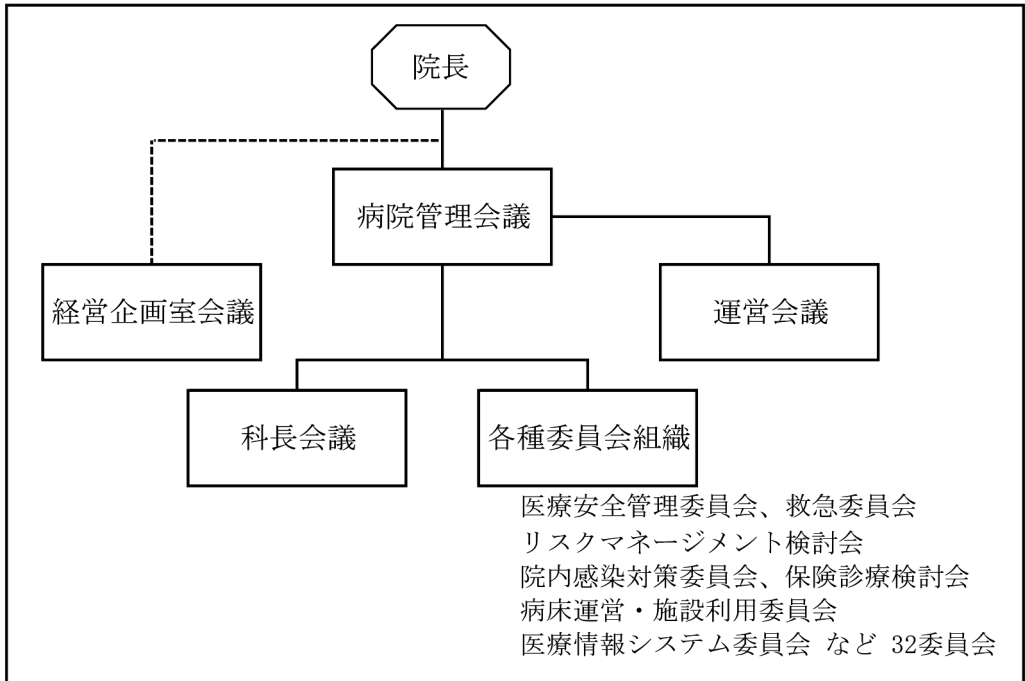 院長
病院管理会議
経営企画室会議
運営会議
科長会議
各種委員会組織
医療安全管理委員会、救急委員会
リスクマネージメント検討会
院内感染対策委員会、保険診療検討会
病床運営・施設利用委員会
医療情報システム委員会 など 32委員会